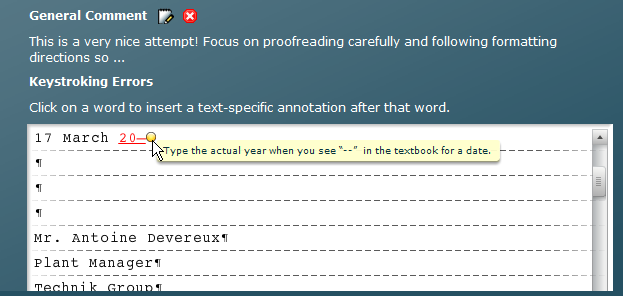 General Comment
This is a very nice attempt! Focus on proofreading carefully and following formatting
directions so ...
Keystroking Errors
Click on a word to insert a text-specific annotation after that word.
17 March 20--
Type the actual year when you see "--" in the textbook for a date.
¶
¶
¶
Mr. Antoine Devereux¶
Plant Manager¶
Technik Group¶